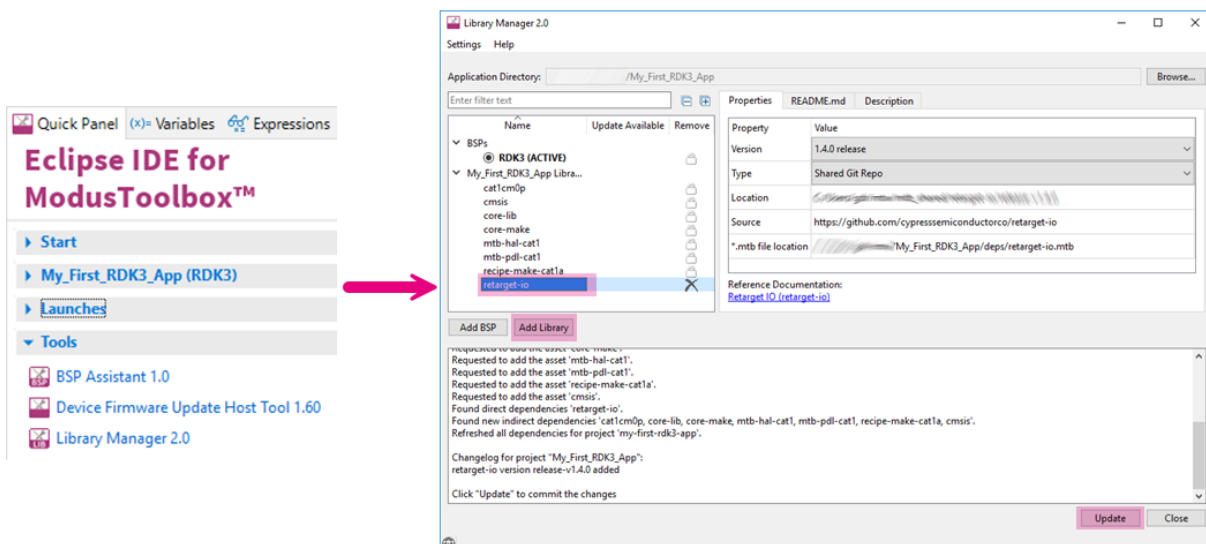 Quick Panel (x)= Variables Expressions
Eclipse IDE for
ModusToolbox™
Start
My_First_RDK3_App (RDK3)
Launches
Tools
BSP
BSP Assistant 1.0
Device Firmware Update Host Tool 1.60
LIB
Library Manager 2.0
Library Manager 2.0
Settings Help
Application Directory: /My_First_RDK3_App Browse...
Enter filter text
Name Update Available Remove
BSPs
RDK3 (ACTIVE)
My_First_RDK3_App Libra...
cat1cm0p
cmsis
core-lib
core-make
mtb-hal-cat1
mtb-pdl-cat1
recipe-make-cat1a
retarget-io
Properties README.md Description
Property Value
Version 1.4.0 release
Type Shared Git Repo
Location
Source https://github.com/cypresssemiconductorco/retarget-io
*.mtb file location /My_First_RDK3_App/deps/retarget-io.mtb
Reference Documentation:
Retarget IO (retarget-io)
Add BSP Add Library
Requested to add the asset 'core-make'.
Requested to add the asset 'mtb-hal-cat1'.
Requested to add the asset 'mtb-pdl-cat1'.
Requested to add the asset 'recipe-make-cat1a'.
Requested to add the asset 'cmsis'.
Found direct dependencies 'retarget-io'.
Found new indirect dependencies 'cat1cm0p, core-lib, core-make, mtb-hal-cat1, mtb-pdl-cat1, recipe-make-cat1a, cmsis'.
Refreshed all dependencies for project 'my-first-rdk3-app'.
Changelog for project "My_First_RDK3_App":
retarget-io version release-v1.4.0 added
Click "Update" to commit the changes
Update Close